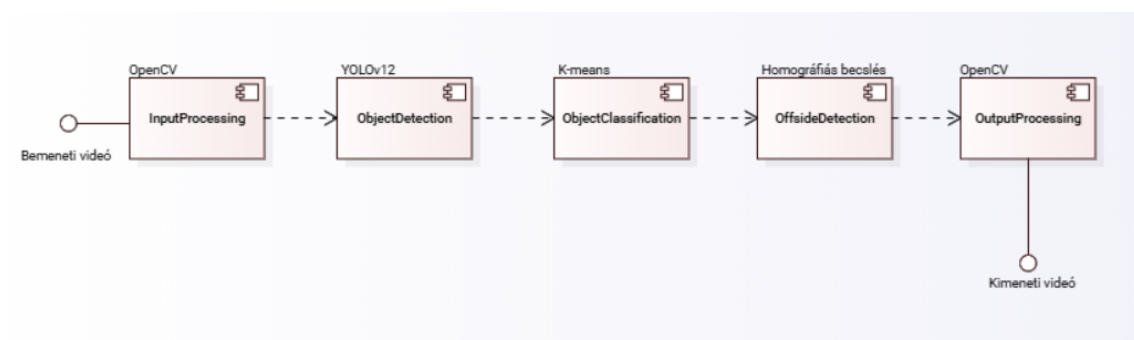 OpenCV
InputProcessing
Bemeneti videó
YOLOv12
ObjectDetection
K-means
ObjectClassification
Homográfiás becslés
OffsideDetection
OpenCV
OutputProcessing
Kimeneti videó